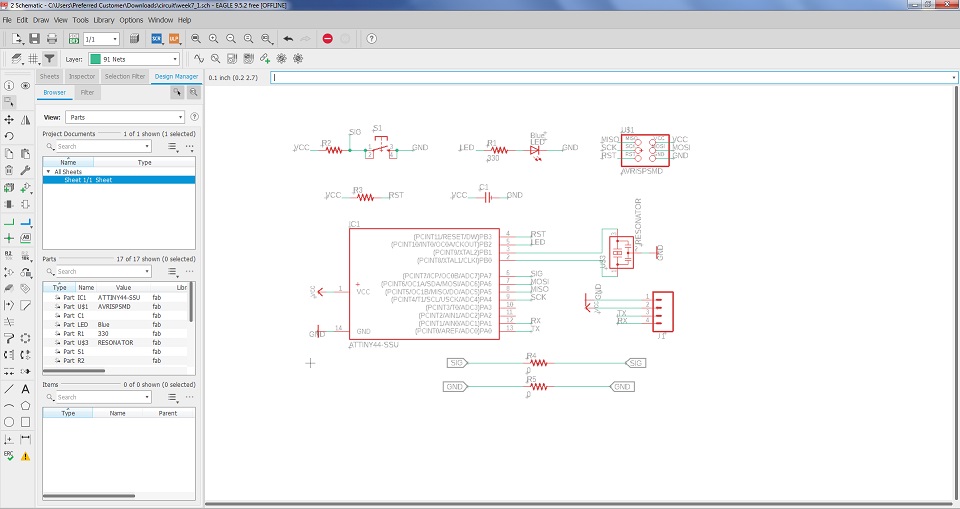 2 Schematic - C:\Users\Preferred Customer\Downloads\circuit\week7_1.sch - EAGLE 9.5.2 free [OFFLINE]
File Edit Draw View Tools Library Options Window Help
SCR ULP
1/1
Layer: 91 Nets
Sheets Inspector Selection Filter Design Manager
0.1 inch (0.2 2.7)
Browser Filter
View: Parts
Project Documents 1 of 1 shown (1 selected)
Search
Name Type
All Sheets
Sheet 1/1 Sheet
Parts 17 of 17 shown (0 selected)
Search
Type Name Value Libr
Part IC1 ATTINY44-SSU fab
Part U$1 AVRISPSMD fab
Part C1 fab
Part LED Blue fab
Part R1 330 fab
Part U$3 RESONATOR fab
Part S1 fab
Part R2 fab
Items 0 of 0 shown (0 selected)
Search
Type Name Parent
ERC
VCC R2 SIG S1 GND
LED R1 330 Blue LED GND
U$1
MISO VCC
SCK MOSI
RST GND
AVRISPSMD
VCC R3 RST
VCC C1 GND
IC1
(PCINT11/RESET/DW)PB3 4 RST
(PCINT10/INT0/OC0A/CKOUT)PB2 5 LED
(PCINT9/XTAL2)PB1 3
(PCINT8/XTAL1/CLKI)PB0 2
RESONATOR
U$3
GND
(PCINT7/ICP/OC0B/ADC7)PA7 6 SIG
(PCINT6/OC1A/SDA/MOSI/ADC6)PA6 7 MOSI
(PCINT5/OC1B/MISO/DO/ADC5)PA5 8 MISO
(PCINT4/T1/SCL/USCK/ADC4)PA4 9 SCK
(PCINT3/T0/ADC3)PA3 10
(PCINT2/AIN1/ADC2)PA2 11
(PCINT1/AIN0/ADC1)PA1 12 RX
(PCINT0/AREF/ADC0)PA0 13 TX
VCC 1 VCC
GND 14 GND
ATTINY44-SSU
GND 1
VCC 2
TX 3
RX 4
J1
SIG R4 0 SIG
GND R5 0 GND